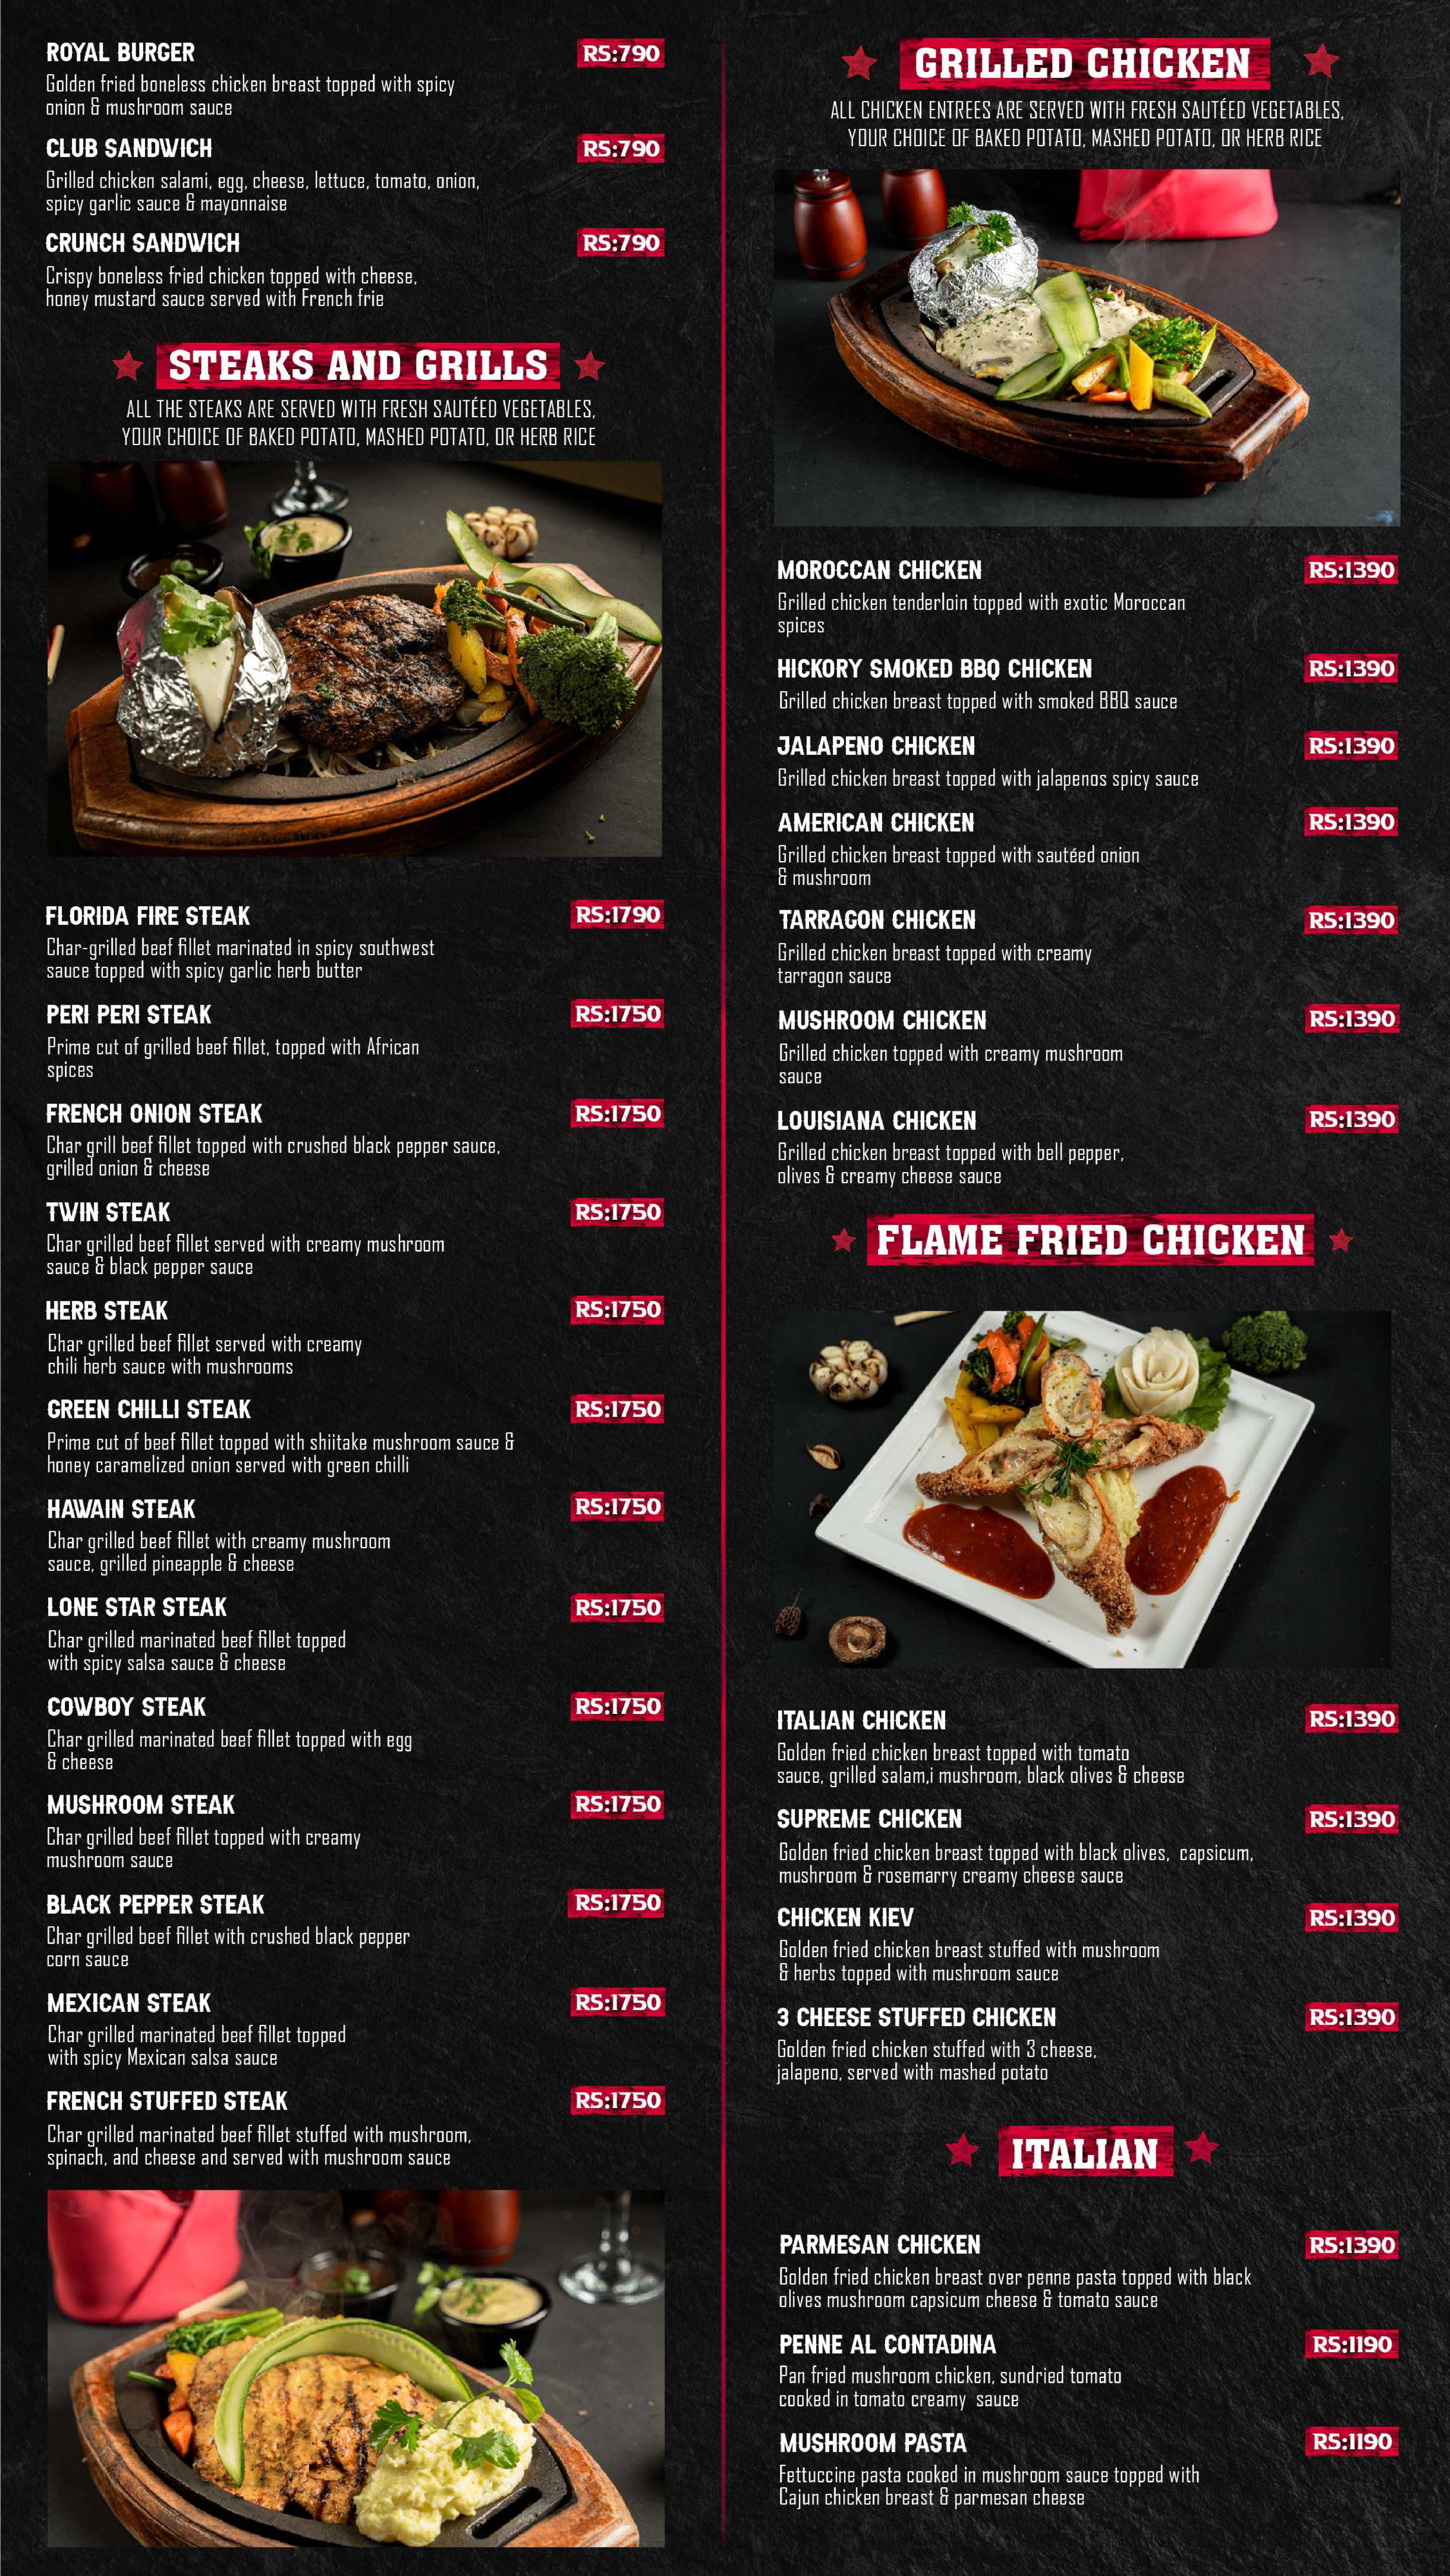 ROYAL BURGER RS:790
Golden fried boneless chicken breast topped with spicy
onion & mushroom sauce
CLUB SANDWICH RS:790
Grilled chicken salami, egg, cheese, lettuce, tomato, onion,
spicy garlic sauce & mayonnaise
CRUNCH SANDWICH RS:790
Crispy boneless fried chicken topped with cheese,
honey mustard sauce served with French frie
STEAKS AND GRILLS
ALL THE STEAKS ARE SERVED WITH FRESH SAUTÉED VEGETABLES,
YOUR CHOICE OF BAKED POTATO, MASHED POTATO, OR HERB RICE
FLORIDA FIRE STEAK RS:1790
Char-grilled beef fillet marinated in spicy southwest
sauce topped with spicy garlic herb butter
PERI PERI STEAK RS:1750
Prime cut of grilled beef fillet, topped with African
spices
FRENCH ONION STEAK RS:1750
Char grill beef fillet topped with crushed black pepper sauce,
grilled onion & cheese
TWIN STEAK RS:1750
Char grilled beef fillet served with creamy mushroom
sauce & black pepper sauce
HERB STEAK RS:1750
Char grilled beef fillet served with creamy
chili herb sauce with mushrooms
GREEN CHILLI STEAK RS:1750
Prime cut of beef fillet topped with shiitake mushroom sauce &
honey caramelized onion served with green chilli
HAWAIN STEAK RS:1750
Char grilled beef fillet with creamy mushroom
sauce, grilled pineapple & cheese
LONE STAR STEAK RS:1750
Char grilled marinated beef fillet topped
with spicy salsa sauce & cheese
COWBOY STEAK RS:1750
Char grilled marinated beef fillet topped with egg
& cheese
MUSHROOM STEAK RS:1750
Char grilled beef fillet topped with creamy
mushroom sauce
BLACK PEPPER STEAK RS:1750
Char grilled beef fillet with crushed black pepper
corn sauce
MEXICAN STEAK RS:1750
Char grilled marinated beef fillet topped
with spicy Mexican salsa sauce
FRENCH STUFFED STEAK RS:1750
Char grilled marinated beef fillet stuffed with mushroom,
spinach, and cheese and served with mushroom sauce
GRILLED CHICKEN
ALL CHICKEN ENTREES ARE SERVED WITH FRESH SAUTÉED VEGETABLES,
YOUR CHOICE OF BAKED POTATO, MASHED POTATO, OR HERB RICE
MOROCCAN CHICKEN RS:1390
Grilled chicken tenderloin topped with exotic Moroccan
spices
HICKORY SMOKED BBQ CHICKEN RS:1390
Grilled chicken breast topped with smoked BBQ sauce
JALAPENO CHICKEN RS:1390
Grilled chicken breast topped with jalapenos spicy sauce
AMERICAN CHICKEN RS:1390
Grilled chicken breast topped with sautéed onion
& mushroom
TARRAGON CHICKEN RS:1390
Grilled chicken breast topped with creamy
tarragon sauce
MUSHROOM CHICKEN RS:1390
Grilled chicken topped with creamy mushroom
sauce
LOUISIANA CHICKEN RS:1390
Grilled chicken breast topped with bell pepper,
olives & creamy cheese sauce
FLAME FRIED CHICKEN
ITALIAN CHICKEN RS:1390
Golden fried chicken breast topped with tomato
sauce, grilled salam,i mushroom, black olives & cheese
SUPREME CHICKEN RS:1390
Golden fried chicken breast topped with black olives, capsicum,
mushroom & rosemarry creamy cheese sauce
CHICKEN KIEV RS:1390
Golden fried chicken breast stuffed with mushroom
& herbs topped with mushroom sauce
3 CHEESE STUFFED CHICKEN RS:1390
Golden fried chicken stuffed with 3 cheese,
jalapeno, served with mashed potato
ITALIAN
PARMESAN CHICKEN RS:1390
Golden fried chicken breast over penne pasta topped with black
olives mushroom capsicum cheese & tomato sauce
PENNE AL CONTADINA RS:1190
Pan fried mushroom chicken, sundried tomato
cooked in tomato creamy sauce
MUSHROOM PASTA RS:1190
Fettuccine pasta cooked in mushroom sauce topped with
Cajun chicken breast & parmesan cheese